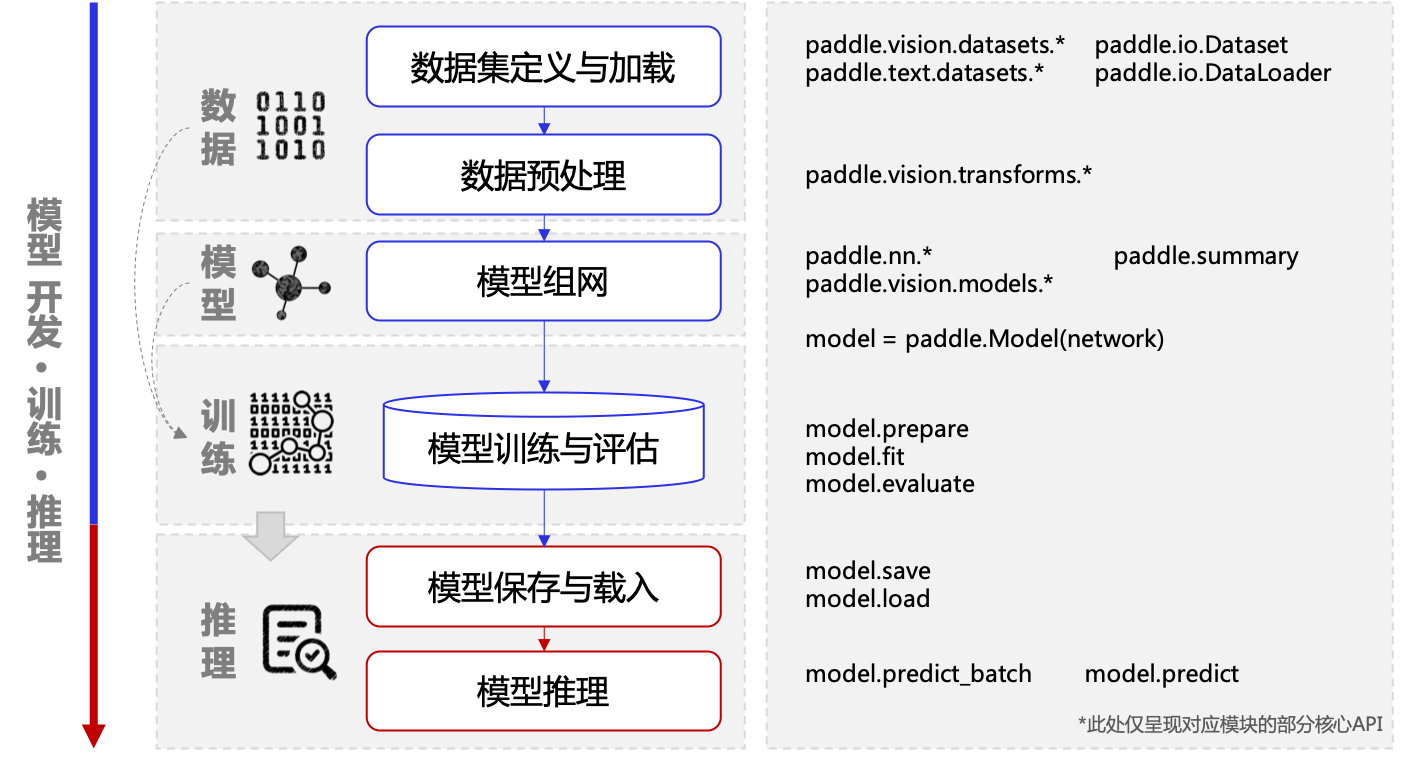 模型 开发·训练·推理
数据
0110
1001
1010
数据集定义与加载
paddle.vision.datasets.* paddle.io.Dataset
paddle.text.datasets.* paddle.io.DataLoader
数据预处理
paddle.vision.transforms.*
模型
模型组网
paddle.nn.* paddle.summary
paddle.vision.models.*
model = paddle.Model(network)
训练
模型训练与评估
model.prepare
model.fit
model.evaluate
推理
模型保存与载入
model.save
model.load
模型推理
model.predict_batch model.predict
*此处仅呈现对应模块的部分核心API